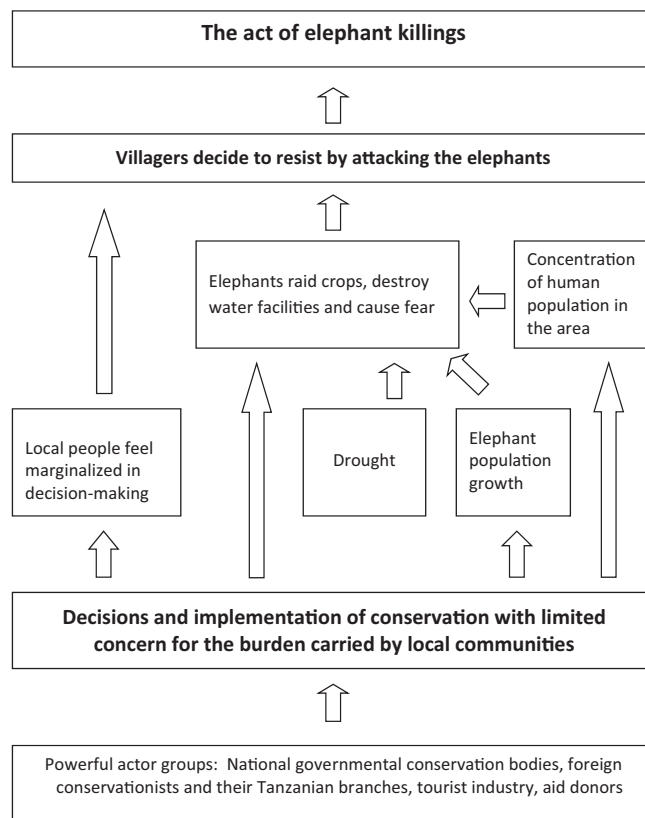 The act of elephant killings
Villagers decide to resist by attacking the elephants
Elephants raid crops, destroy
water facilities and cause fear
Concentration
of human
population in
the area
Local people feel
marginalized in
decision-making
Drought
Elephant
population
growth
Decisions and implementation of conservation with limited
concern for the burden carried by local communities
Powerful actor groups:  National governmental conservation bodies, foreign
conservationists and their Tanzanian branches, tourist industry, aid donors